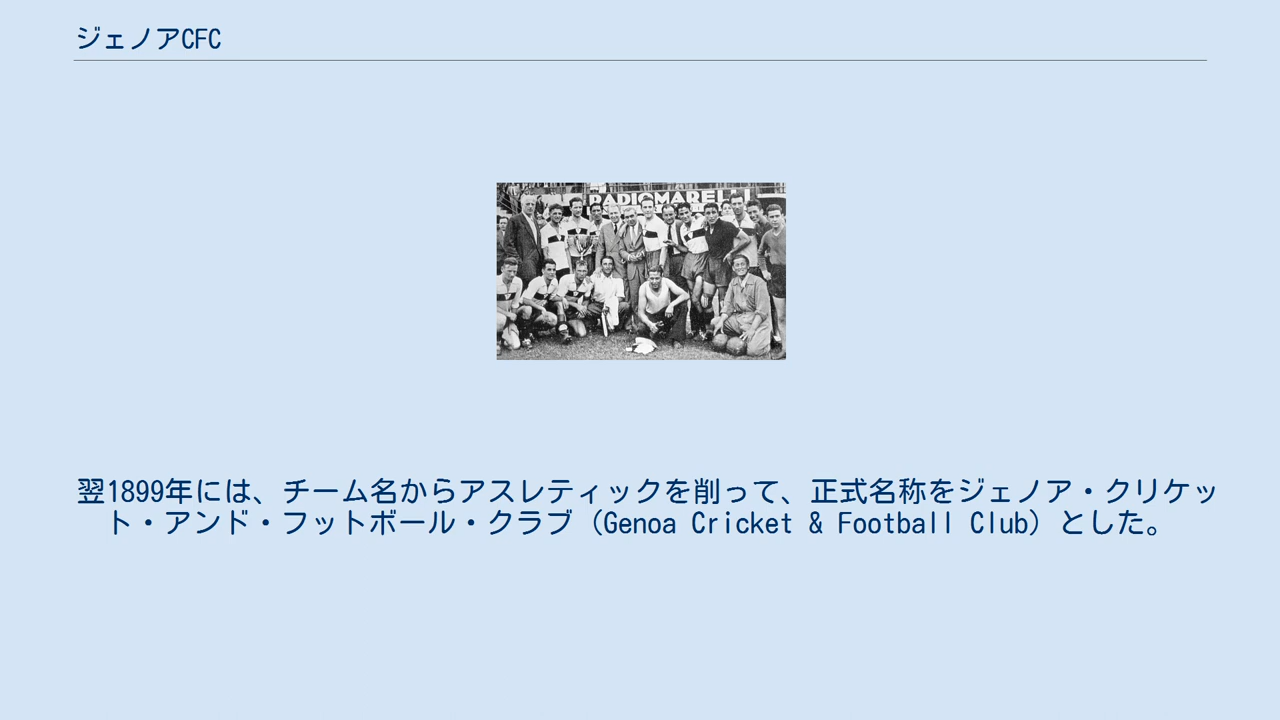 ジェノアCFC
RADIOMARELLI
翌1899年には、チーム名からアスレティックを削って、正式名称をジェノア・クリケッ
ト・アンド・フットボール・クラブ（Genoa Cricket & Football Club）とした。